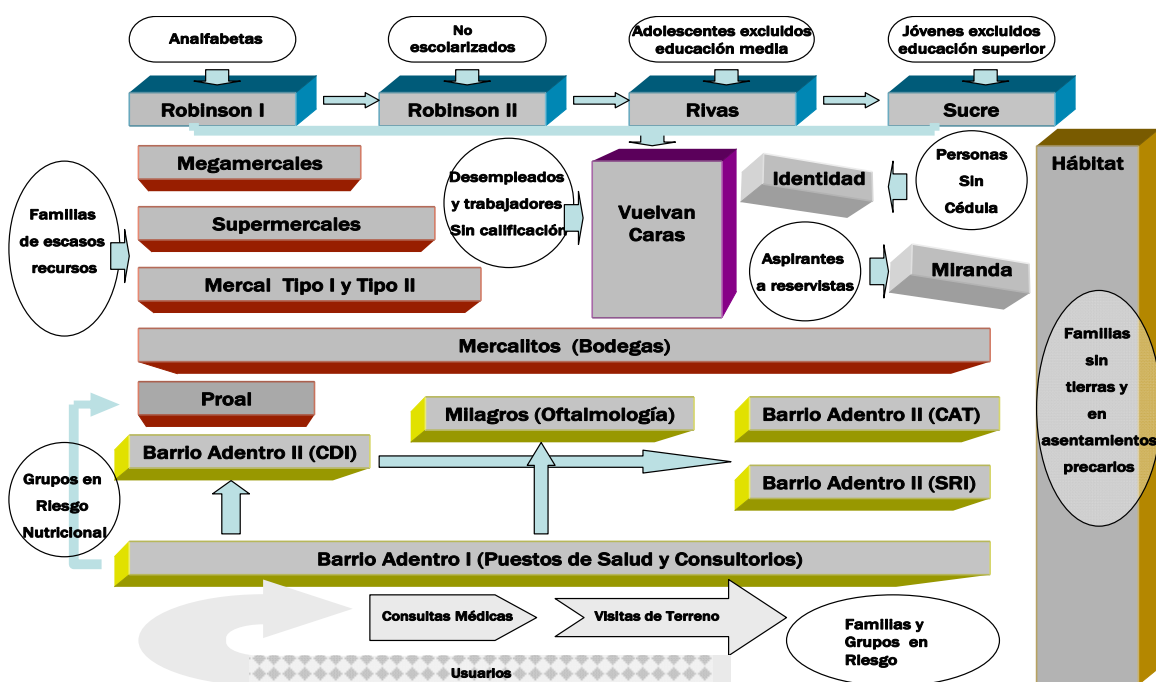 Analfabetas
No
escolarizados
Adolescentes excluidos
educación media
Jóvenes excluidos
educación superior
Robinson I
Robinson II
Rivas
Sucre
Megamercales
Supermercales
Mercal Tipo I y Tipo II
Familias
de escasos
recursos
Desempleados
y trabajadores
Sin calificación
Vuelvan
Caras
Identidad
Personas
Sin
Cédula
Aspirantes
a reservistas
Miranda
Hábitat
Familias
sin
tierras y
en
asentamientos
precarios
Mercalitos (Bodegas)
Proal
Milagros (Oftalmología)
Barrio Adentro II (CAT)
Barrio Adentro II (CDI)
Barrio Adentro II (SRI)
Grupos en
Riesgo
Nutricional
Barrio Adentro I (Puestos de Salud y Consultorios)
Consultas Médicas
Visitas de Terreno
Familias y
Grupos en
Riesgo
Usuarios